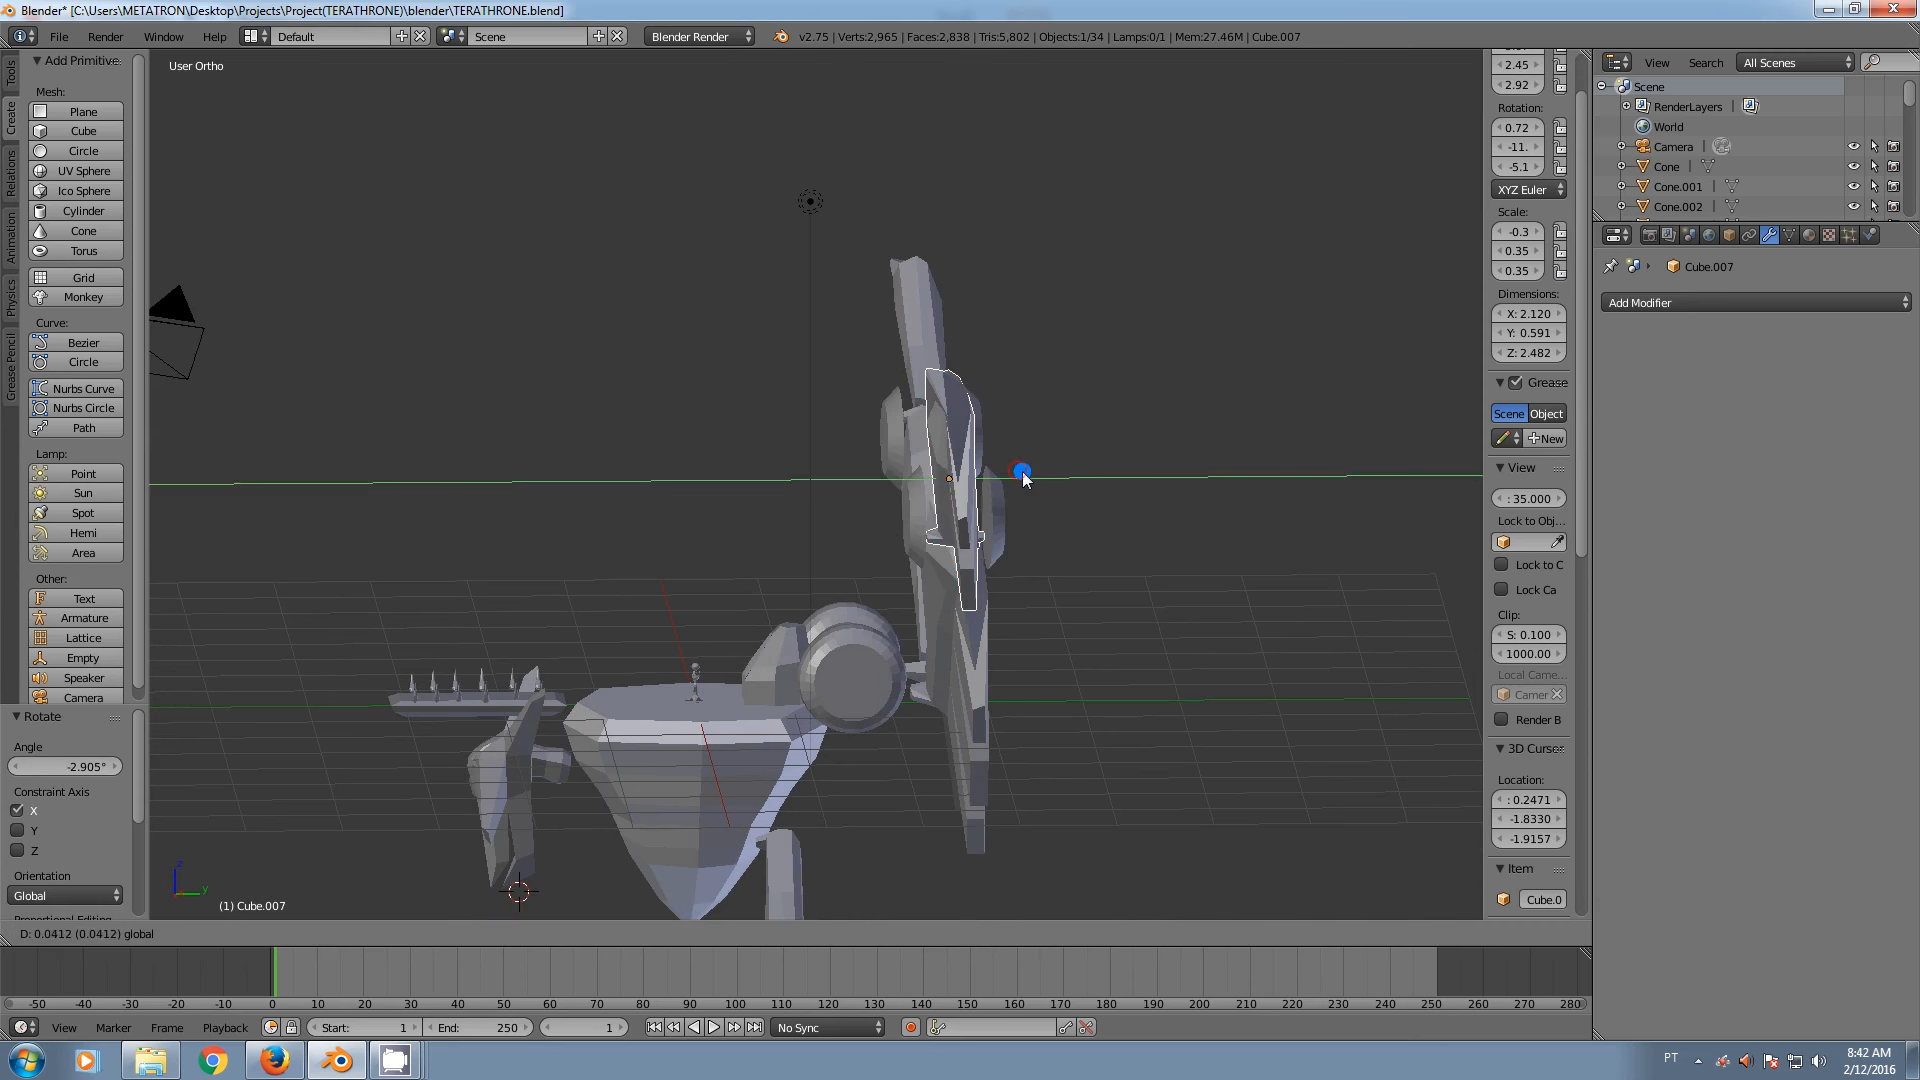 Blender* [C:\Users\METATRON\Desktop\Projects\Project(TERATHRONE)\blender\TERATHRONE.blend]
File Render Window Help Default Scene Blender Render v2.75 | Verts:2,965 | Faces:2,838 | Tris:5,802 | Objects:1/34 | Lamps:0/1 | Mem:27.46M | Cube.007
Tools
Create
Relations
Animation
Physics
Grease Pencil
Add Primitive
Mesh:
Plane
Cube
Circle
UV Sphere
Ico Sphere
Cylinder
Cone
Torus
Grid
Monkey
Curve:
Bezier
Circle
Nurbs Curve
Nurbs Circle
Path
Lamp:
Point
Sun
Spot
Hemi
Area
Other:
Text
Armature
Lattice
Empty
Speaker
Camera
Rotate
Angle
-2.905°
Constraint Axis
X
Y
Z
Orientation
Global
User Ortho
z
y
(1) Cube.007
D: 0.0412 (0.0412) global
2.45
2.92
Rotation:
0.72
-11.
-5.1
XYZ Euler
Scale:
-0.3
0.35
0.35
Dimensions:
X: 2.120
Y: 0.591
Z: 2.482
Grease
Scene Object
New
View
: 35.000
Lock to Obj...
Lock to C
Lock Ca
Clip:
S: 0.100
1000.00
Local Came...
Camer
Render B
3D Curso
Location:
: 0.2471
-1.8330
-1.9157
Item
Cube.0
View Search All Scenes
Scene
RenderLayers
World
Camera
Cone
Cone.001
Cone.002
Cube.007
Add Modifier
-50 -40 -30 -20 -10 0 10 20 30 40 50 60 70 80 90 100 110 120 130 140 150 160 170 180 190 200 210 220 230 240 250 260 270 280
View Marker Frame Playback Start: 1 End: 250 1 No Sync
PT
8:42 AM
2/12/2016